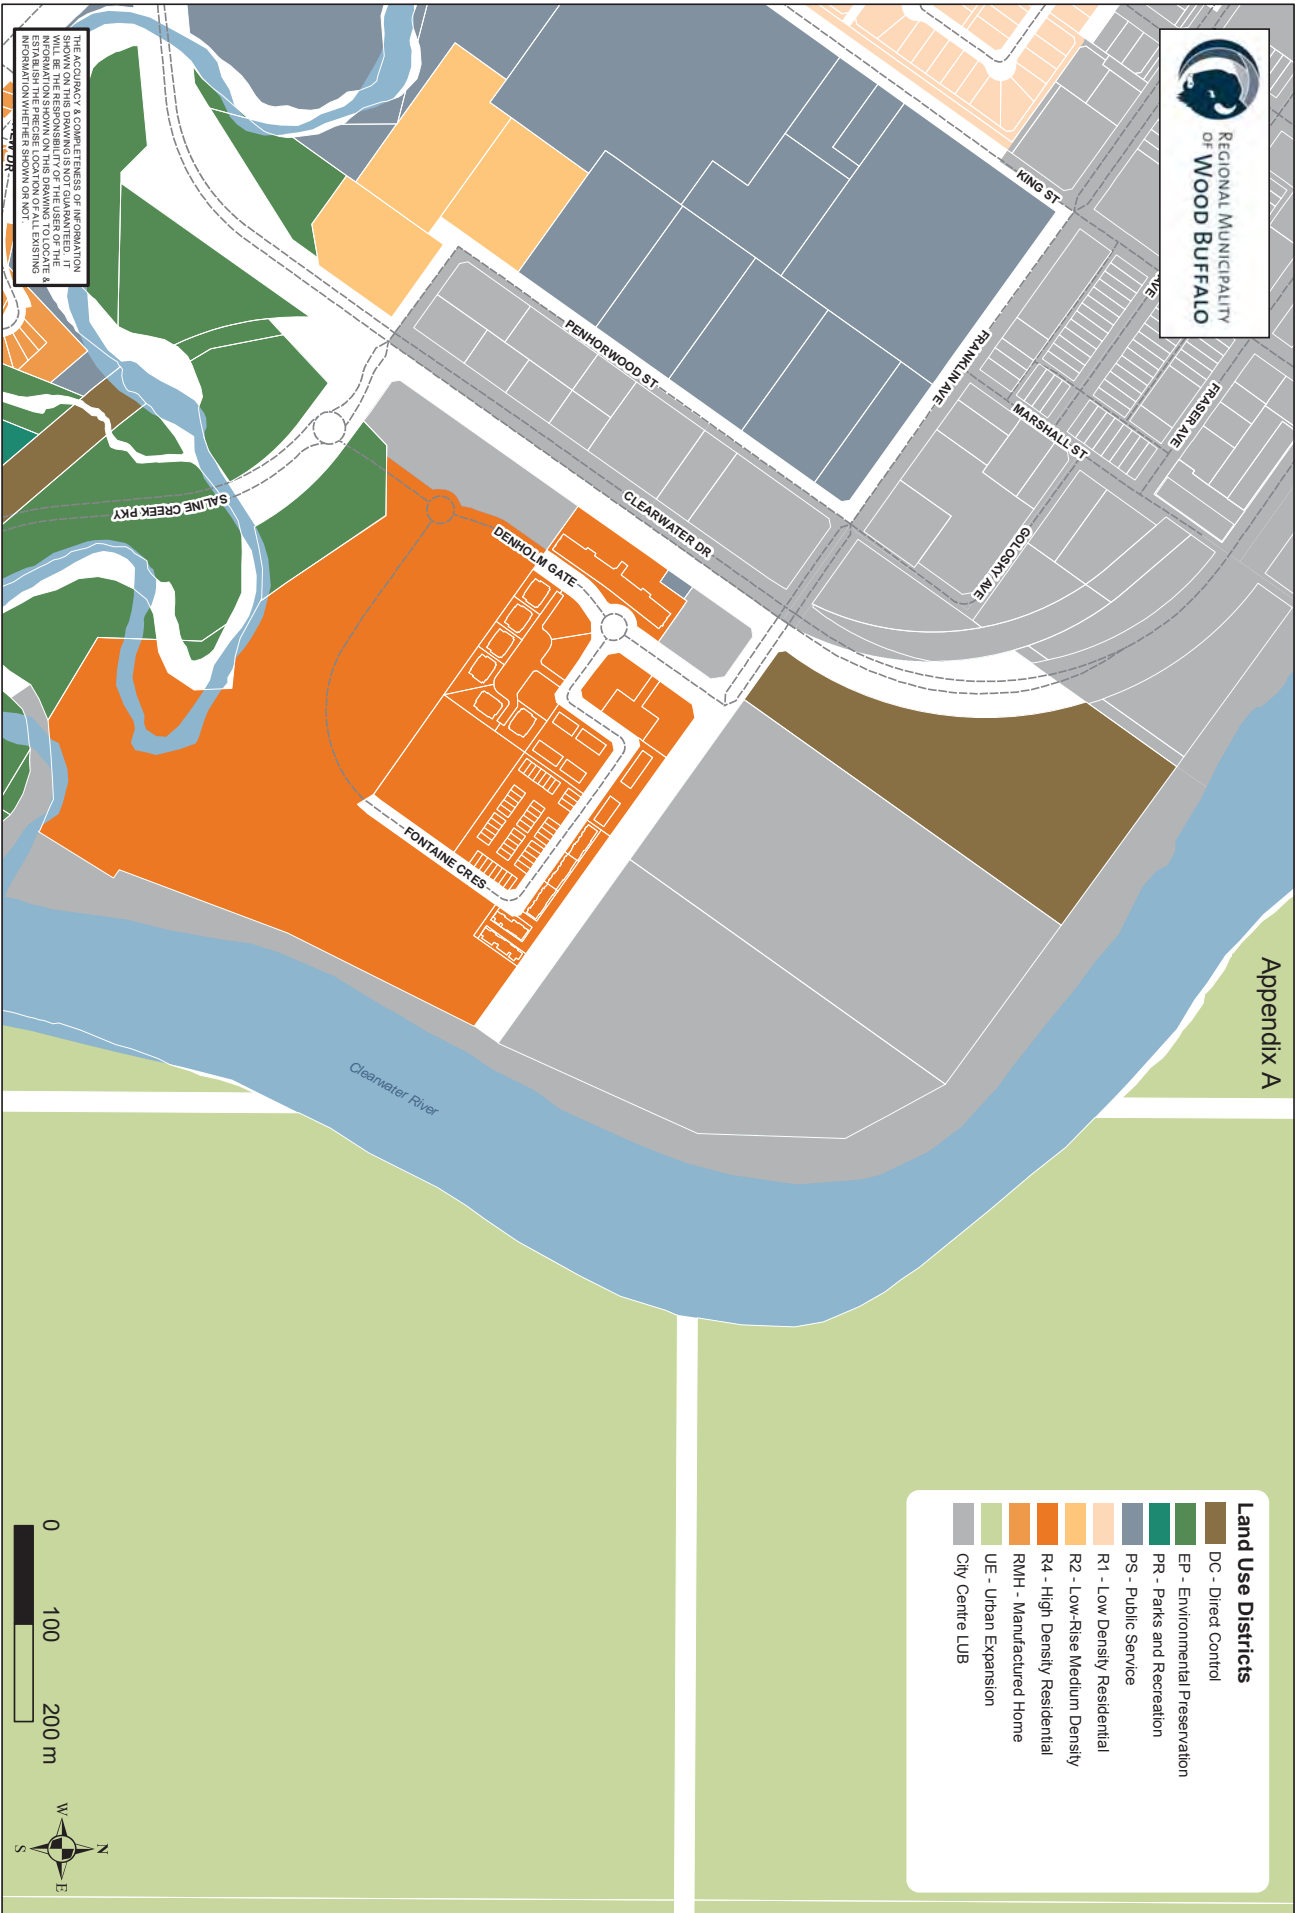 REGIONAL MUNICIPALITY
OF WOOD BUFFALO
Appendix A
THE ACCURACY & COMPLETENESS OF INFORMATION
SHOWN ON THIS DRAWING IS NOT GUARANTEED. IT
WILL BE THE RESPONSIBILITY OF THE USER OF THE
INFORMATION SHOWN ON THIS DRAWING TO LOCATE &
ESTABLISH THE PRECISE LOCATION OF ALL EXISTING
INFORMATION WHETHER SHOWN OR NOT.
KING ST
AVE
FRASER AVE
FRANKLIN AVE
MARSHALL ST
GOLOSKY AVE
PENHORWOOD ST
CLEARWATER DR
DENHOLM GATE
SALINE CREEK PKY
FONTAINE CRES
DR
Clearwater River
Land Use Districts
DC - Direct Control
EP - Environmental Preservation
PR - Parks and Recreation
PS - Public Service
R1 - Low Density Residential
R2 - Low-Rise Medium Density
R4 - High Density Residential
RMH - Manufactured Home
UE - Urban Expansion
City Centre LUB
0 100 200 m
N
W E
S